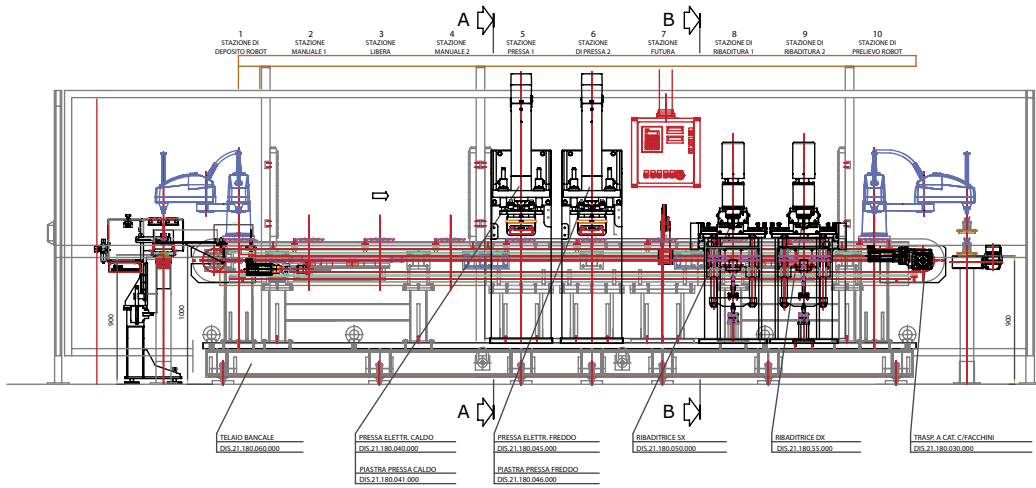 A
B
1
STAZIONE DI
DEPOSITO ROBOT
2
STAZIONE
MANUALE 1
3
STAZIONE
LIBERA
4
STAZIONE
MANUALE 2
5
STAZIONE
PRESSA 1
6
STAZIONE
DI PRESSA 2
7
STAZIONE
FUTURA
8
STAZIONE DI
RIBADITURA 1
9
STAZIONE DI
RIBADITURA 2
10
STAZIONE DI
PRELIEVO ROBOT
900
1000
900
A
B
TELAIO BANCALE
DIS.21.180.060.000
PRESSA ELETTR. CALDO
DIS.21.180.040.000
PIASTRA PRESSA CALDO
DIS.21.180.041.000
PRESSA ELETTR. FREDDO
DIS.21.180.045.000
PIASTRA PRESSA FREDDO
DIS.21.180.046.000
RIBADITRICE SX
DIS.21.180.050.000
RIBADITRICE DX
DIS.21.180.55.000
TRASP. A CAT. C/FACCHINI
DIS.21.180.030.000